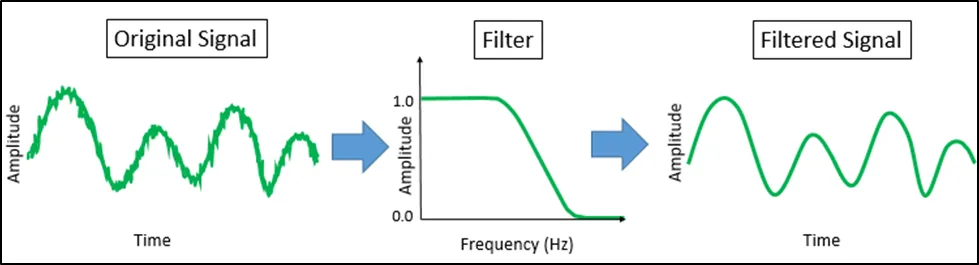 Original Signal
Amplitude
Time
Filter
1.0
Amplitude
0.0
Frequency (Hz)
Filtered Signal
Amplitude
Time